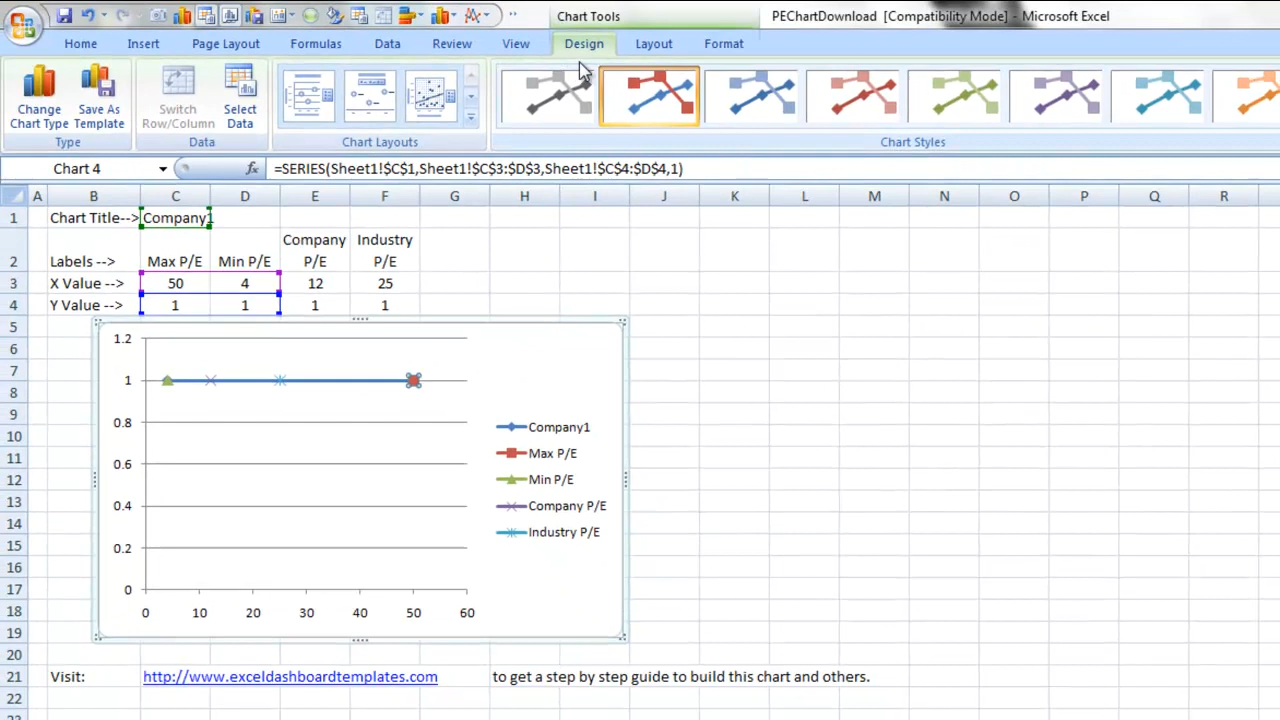 Chart Tools
PEChartDownload [Compatibility Mode] - Microsoft Excel
Home Insert Page Layout Formulas Data Review View Design Layout Format
Change Chart Type
Save As Template
Switch Row/Column
Select Data
Type Data Chart Layouts Chart Styles
Chart 4 fx =SERIES(Sheet1!$C$1,Sheet1!$C$3:$D$3,Sheet1!$C$4:$D$4,1)
A B C D E F G H I J K L M N O P Q R
1 Chart Title--> Company1
Company Industry
2 Labels --> Max P/E Min P/E P/E P/E
3 X Value --> 50 4 12 25
4 Y Value --> 1 1 1 1
5
6
7
8
9
10
11
12
13
14
15
16
17
18
19
20
1.2
1
0.8
0.6
0.4
0.2
0
0 10 20 30 40 50 60
Company1
Max P/E
Min P/E
Company P/E
Industry P/E
21 Visit: http://www.exceldashboardtemplates.com to get a step by step guide to build this chart and others.
22